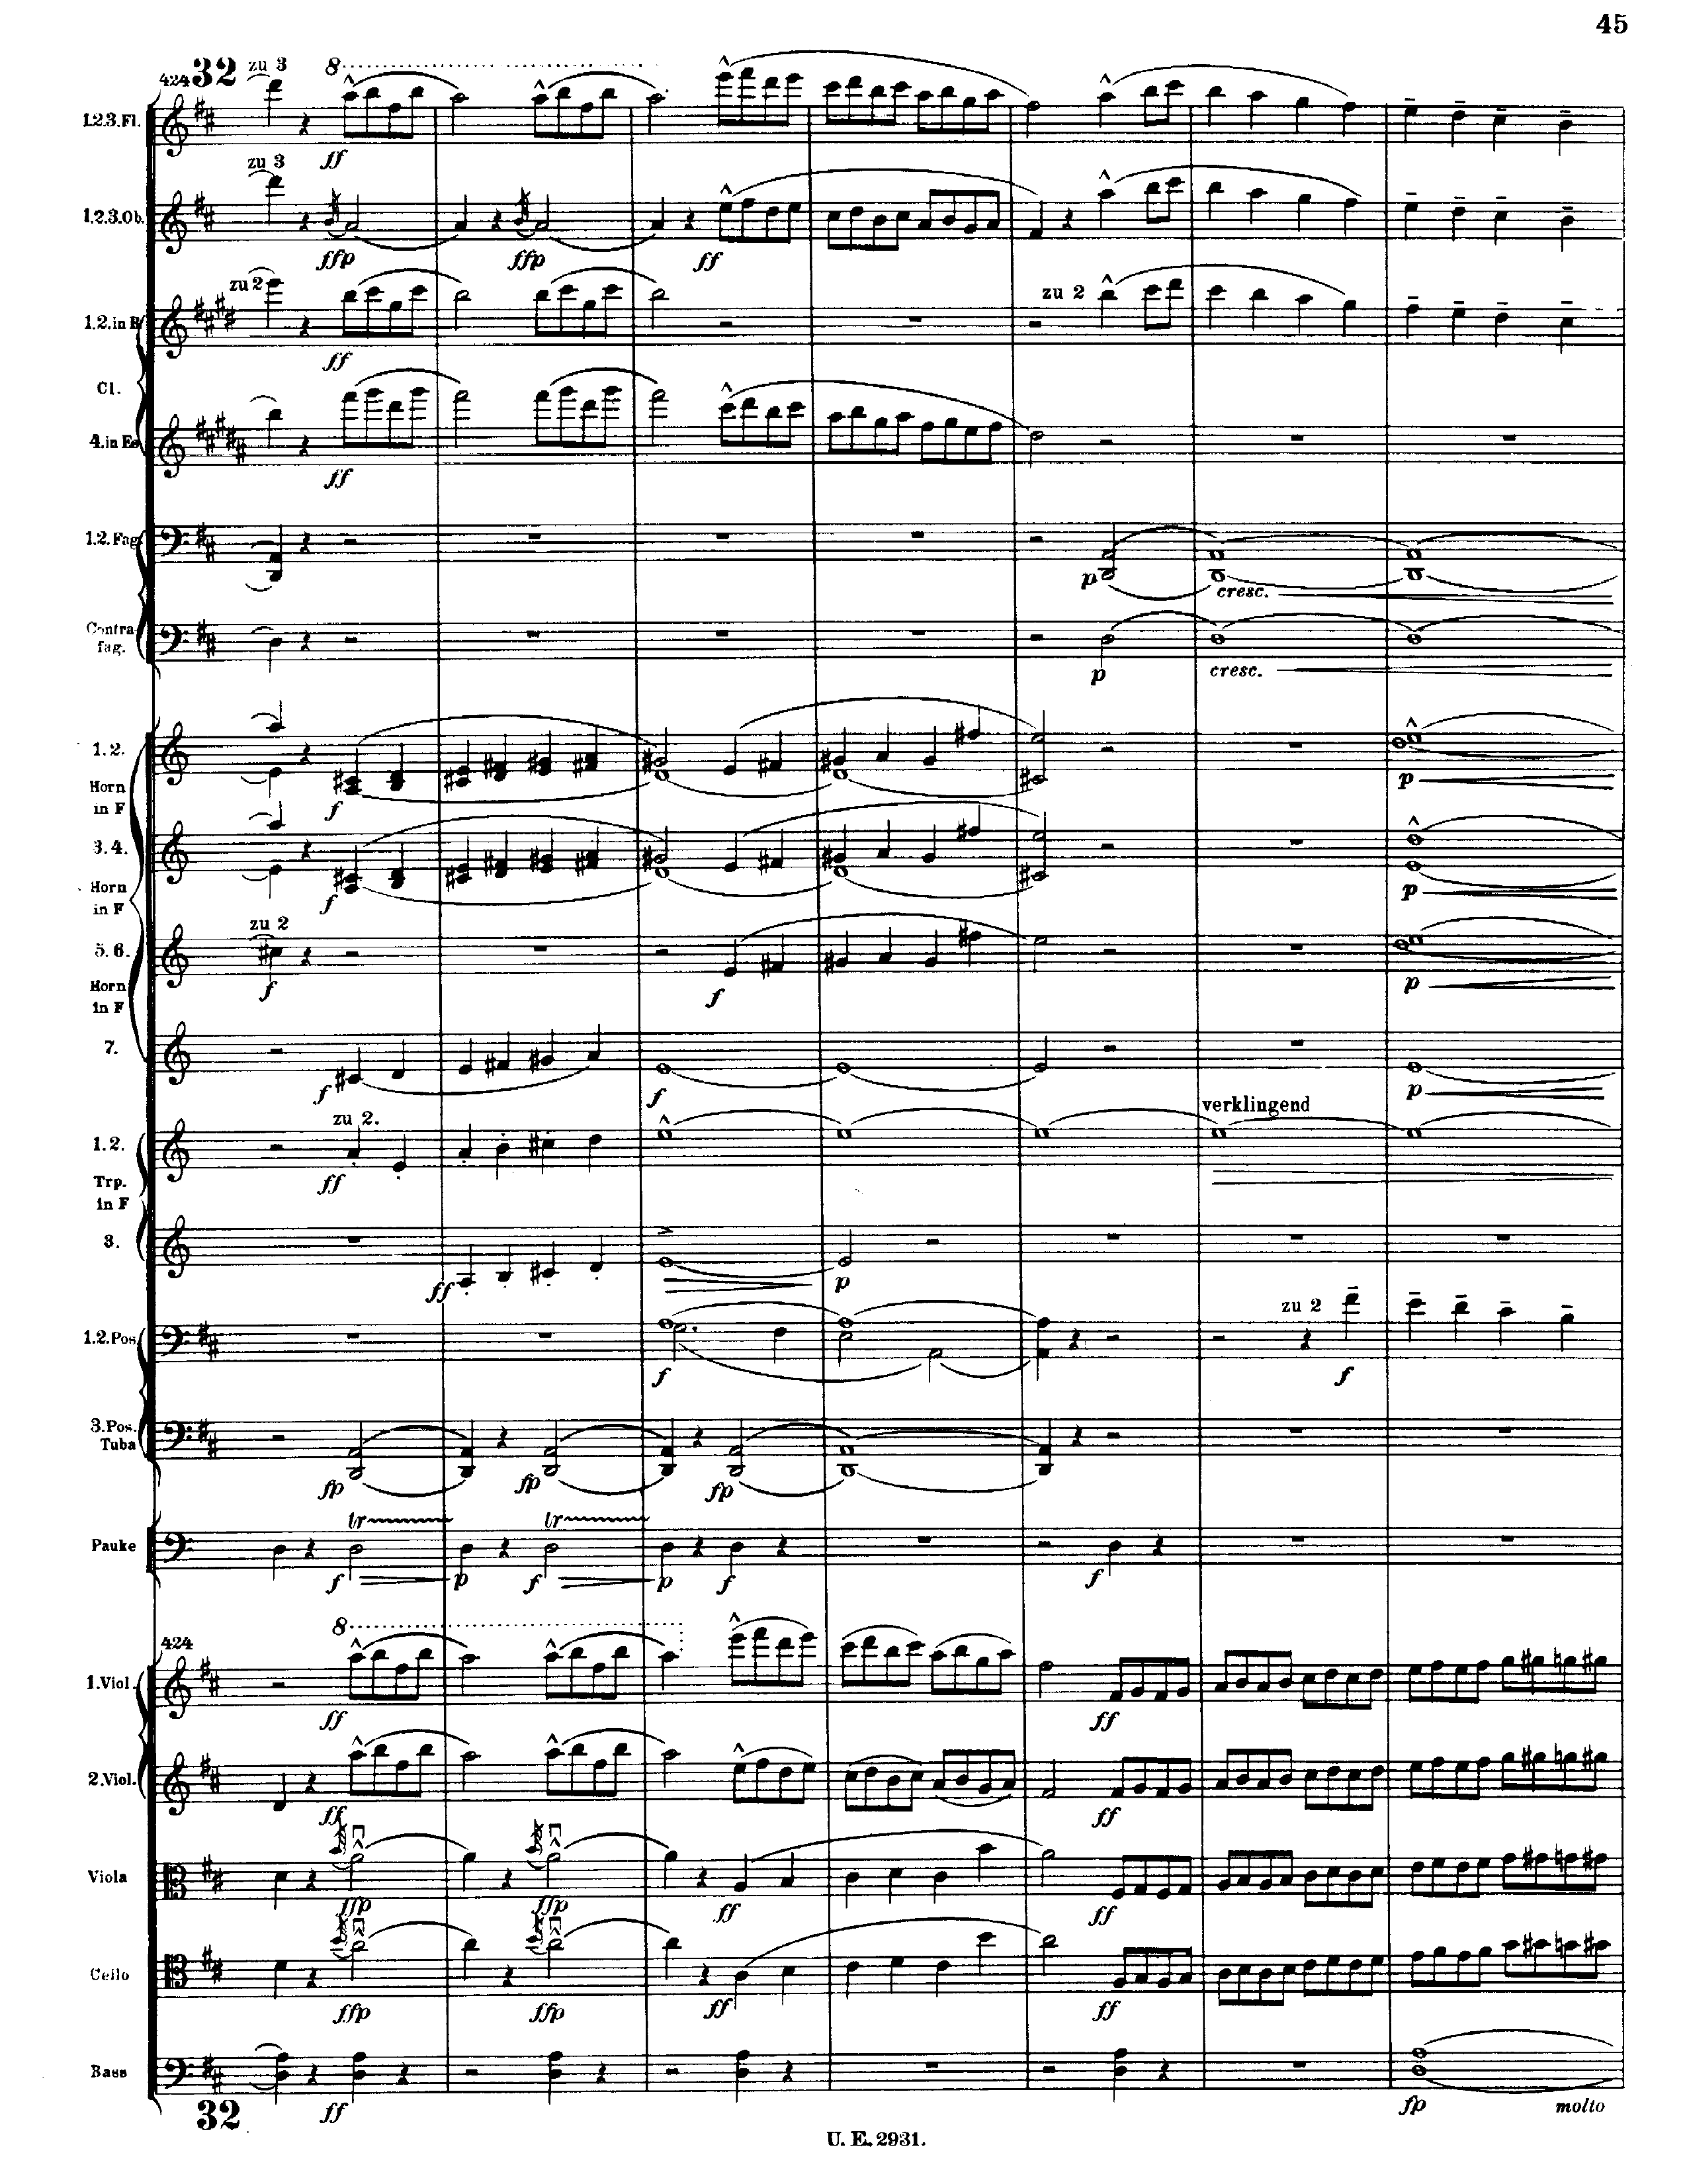 45
424 32 zu 3 8
1.2.3. Fl.
ff
zu 3
1.2.3. Ob.
ffp ffp ff
zu 2
1.2. in B
zu 2
ff
Cl.
4. in Es
ff
1.2. Fag.
p cresc.
Contra-
fag.
p cresc.
1. 2.
Horn
in F
f p
3. 4.
Horn
in F
f p
zu 2
5. 6.
f f p
Horn
in F
7.
f f p
zu 2. verklingend
1. 2.
ff
Trp.
in F
3.
ff p
zu 2
1.2. Pos.
f f
3. Pos.
Tuba
fp fp fp
tr tr
Pauke
f p f p f f
8
424
1. Viol.
ff ff
2. Viol.
ff ff
Viola
ffp ffp ff ff
Cello
ffp ffp ff ff
Bass
32 ff fp molto
U. E. 2931.